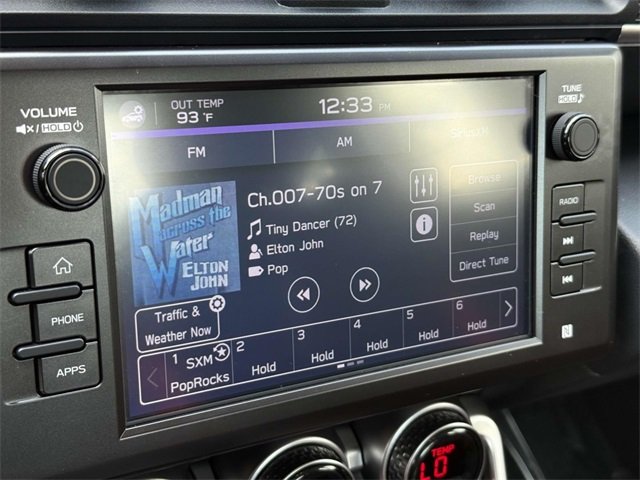 VOLUME
/HOLD
OUT TEMP
93 °F
12:33 PM
TUNE
HOLD
FM
AM
SiriusXM
Madman
across the
Water
ELTON
JOHN
Ch.007-70s on 7
Tiny Dancer (72)
Elton John
Pop
Browse
Scan
Replay
Direct Tune
RADIO
PHONE
APPS
Traffic &
Weather Now
1 SXM
PopRocks
2
Hold
3
Hold
4
Hold
5
Hold
6
Hold
TEMP
LO